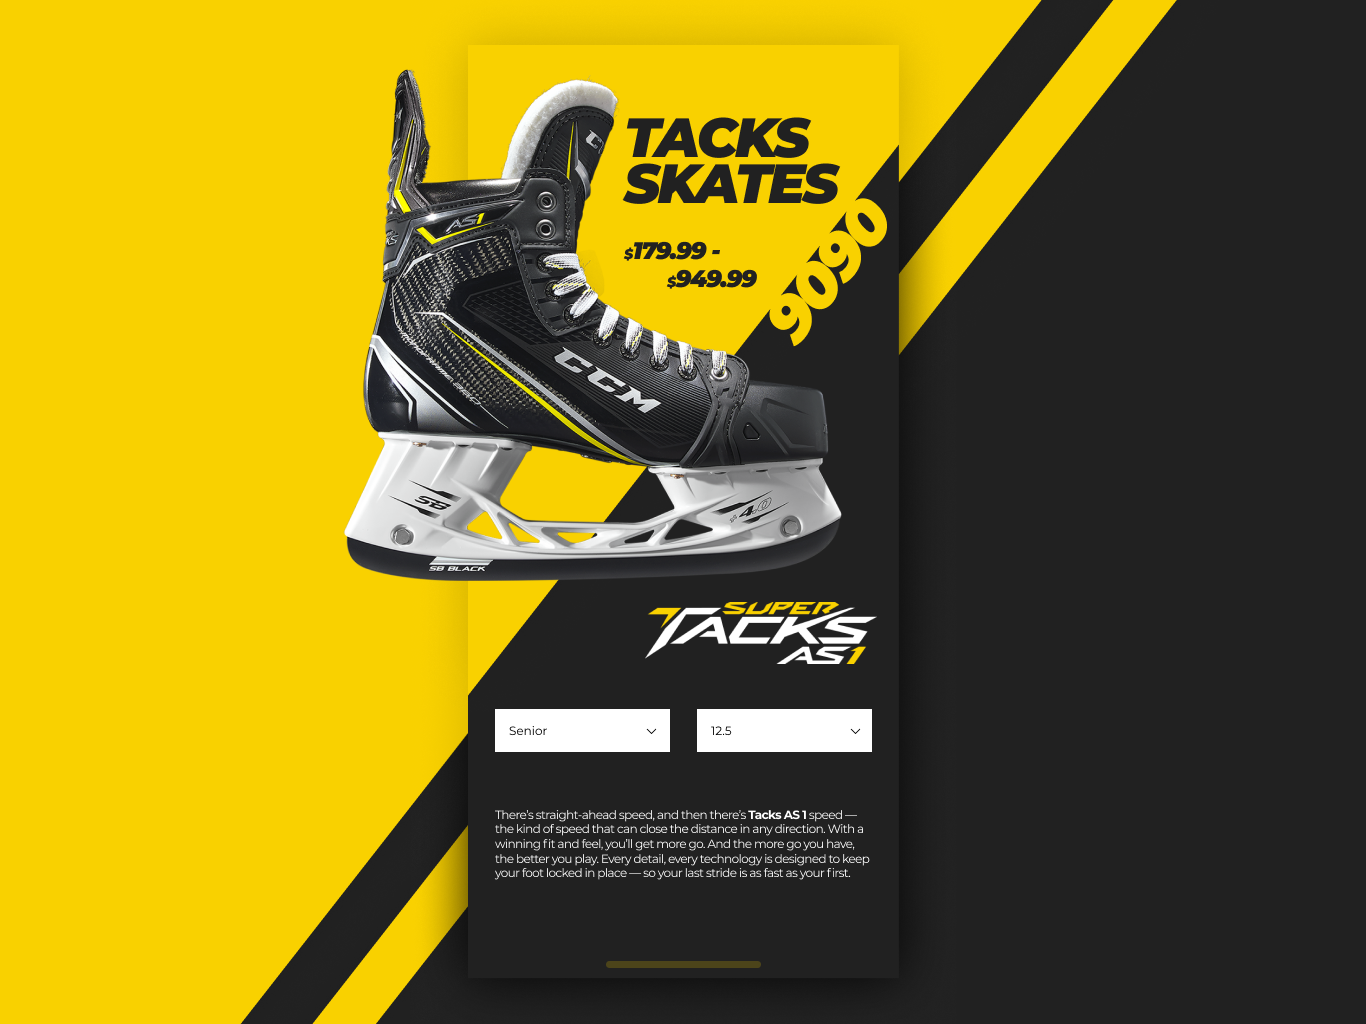 TACKS
SKATES
$179.99 -
$949.99
9090
AS1
CCM
SB
4.0
SB BLACK
SUPER
TACKS
AS1
Senior
12.5
There's straight-ahead speed, and then there's Tacks AS 1 speed —
the kind of speed that can close the distance in any direction. With a
winning fit and feel, you'll get more go. And the more go you have,
the better you play. Every detail, every technology is designed to keep
your foot locked in place — so your last stride is as fast as your first.